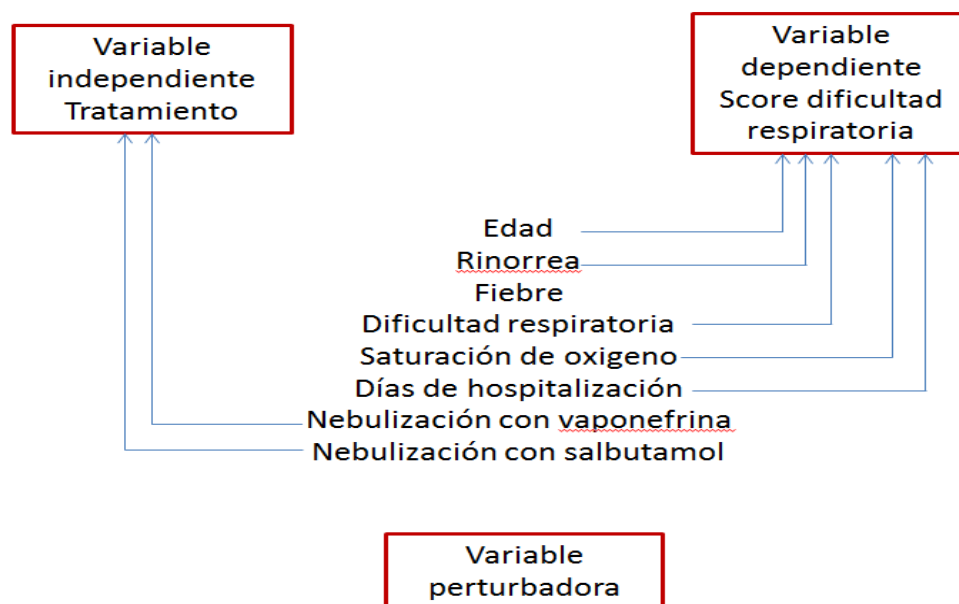 Variable
independiente
Tratamiento
Variable
dependiente
Score dificultad
respiratoria
Edad
Rinorrea
Fiebre
Dificultad respiratoria
Saturación de oxigeno
Días de hospitalización
Nebulización con vaponefrina
Nebulización con salbutamol
Variable
perturbadora